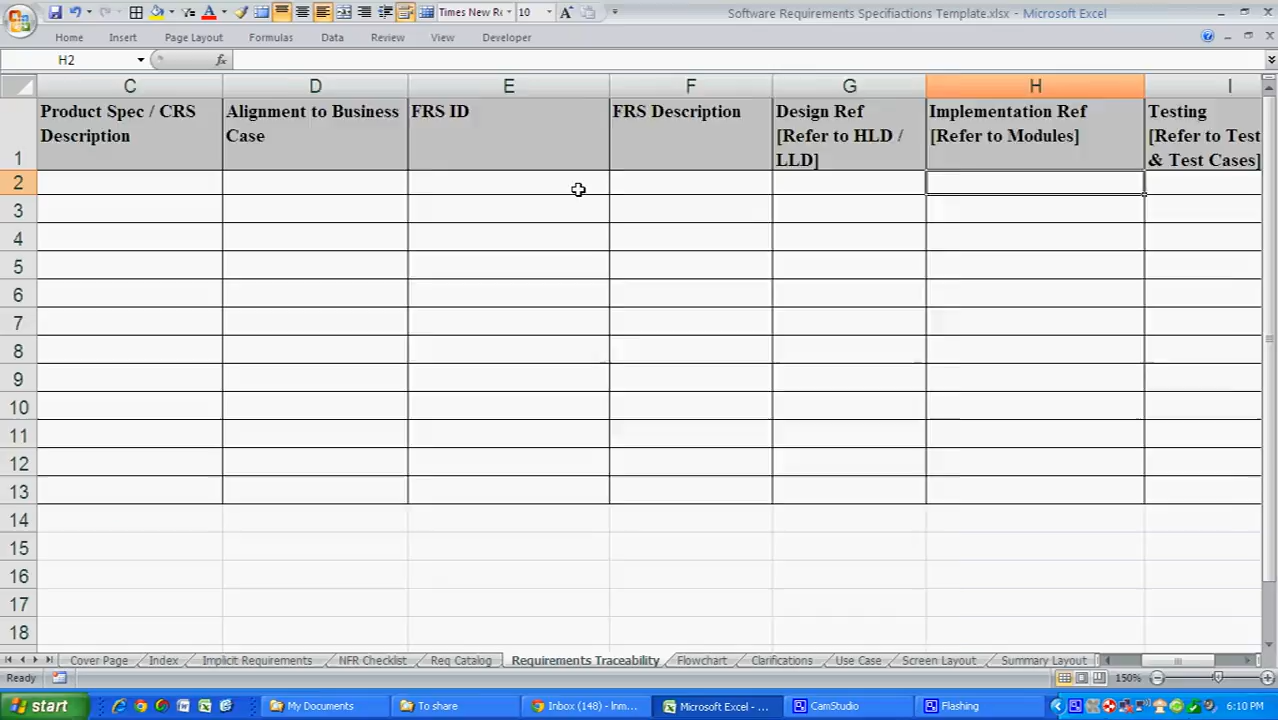 Times New Ro
10
A
Software Requirements Specifiactions Template.xlsx - Microsoft Excel
Home
Insert
Page Layout
Formulas
Data
Review
View
Developer
H2
fx
C
D
E
F
G
H
I
1
Product Spec / CRS
Description
Alignment to Business
Case
FRS ID
FRS Description
Design Ref
[Refer to HLD /
LLD]
Implementation Ref
[Refer to Modules]
Testing
[Refer to Test
& Test Cases]
2
3
4
5
6
7
8
9
10
11
12
13
14
15
16
17
18
Cover Page
Index
Implicit Requirements
NFR Checklist
Req Catalog
Requirements Traceability
Flowchart
Clarifications
Use Case
Screen Layout
Summary Layout
Ready
150%
start
My Documents
To share
Inbox (148) - lnm...
Microsoft Excel - ...
CamStudio
Flashing
6:10 PM